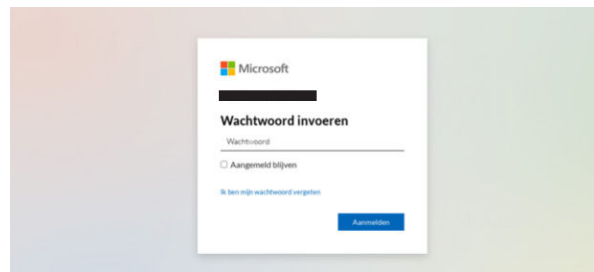 Microsoft
Wachtwoord invoeren
Wachtwoord
Aangemeld blijven
Ik ben mijn wachtwoord vergeten
Aanmelden